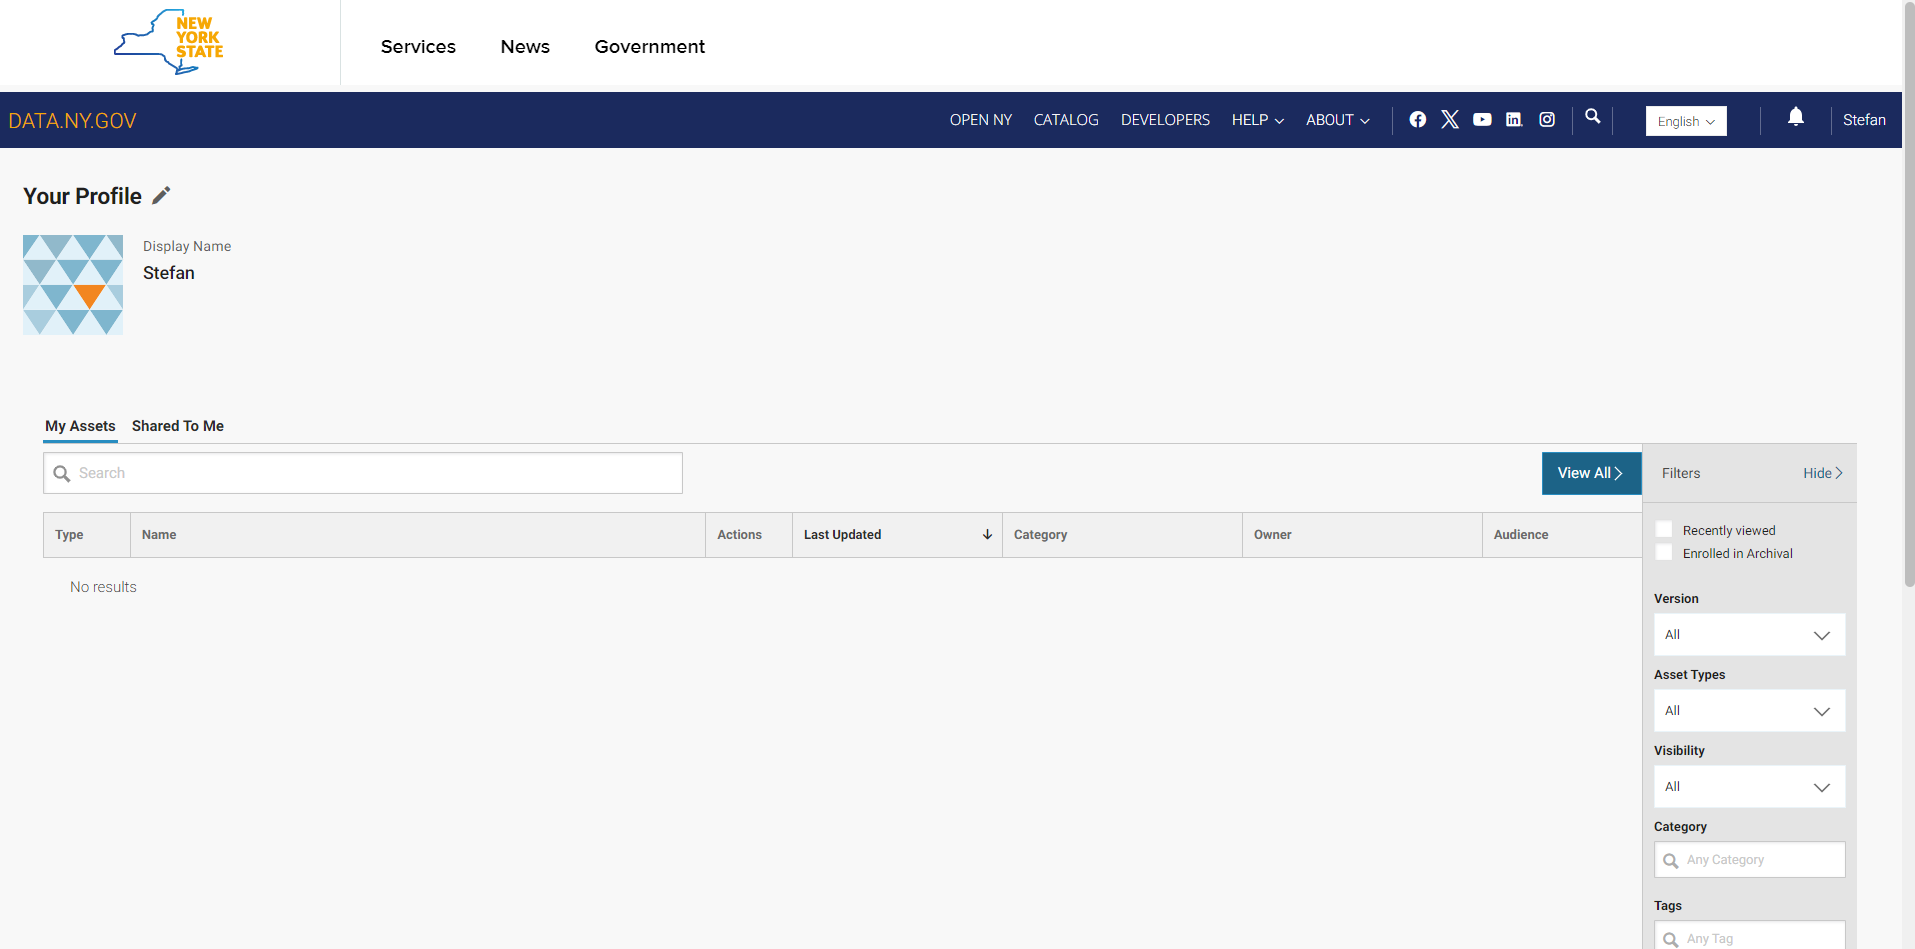 NEW
YORK
STATE
Services News Government
DATA.NY.GOV
OPEN NY CATALOG DEVELOPERS HELP ABOUT English Stefan
Your Profile
Display Name
Stefan
My Assets Shared To Me
Search
View All
Filters Hide
Type Name Actions Last Updated Category Owner Audience
No results
Recently viewed
Enrolled in Archival
Version
All
Asset Types
All
Visibility
All
Category
Any Category
Tags
Any Tag